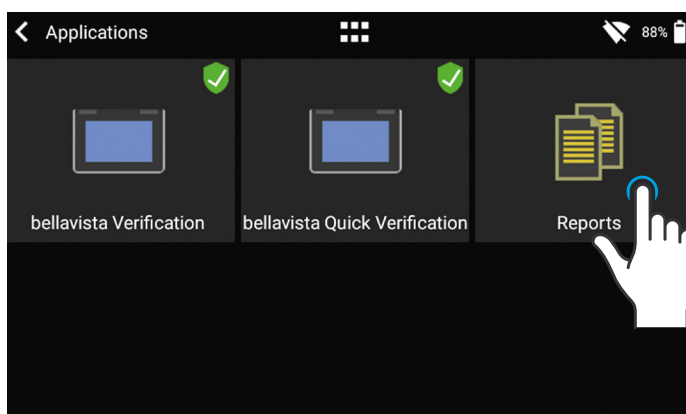 Applications
88%
bellavista Verification
bellavista Quick Verification
Reports